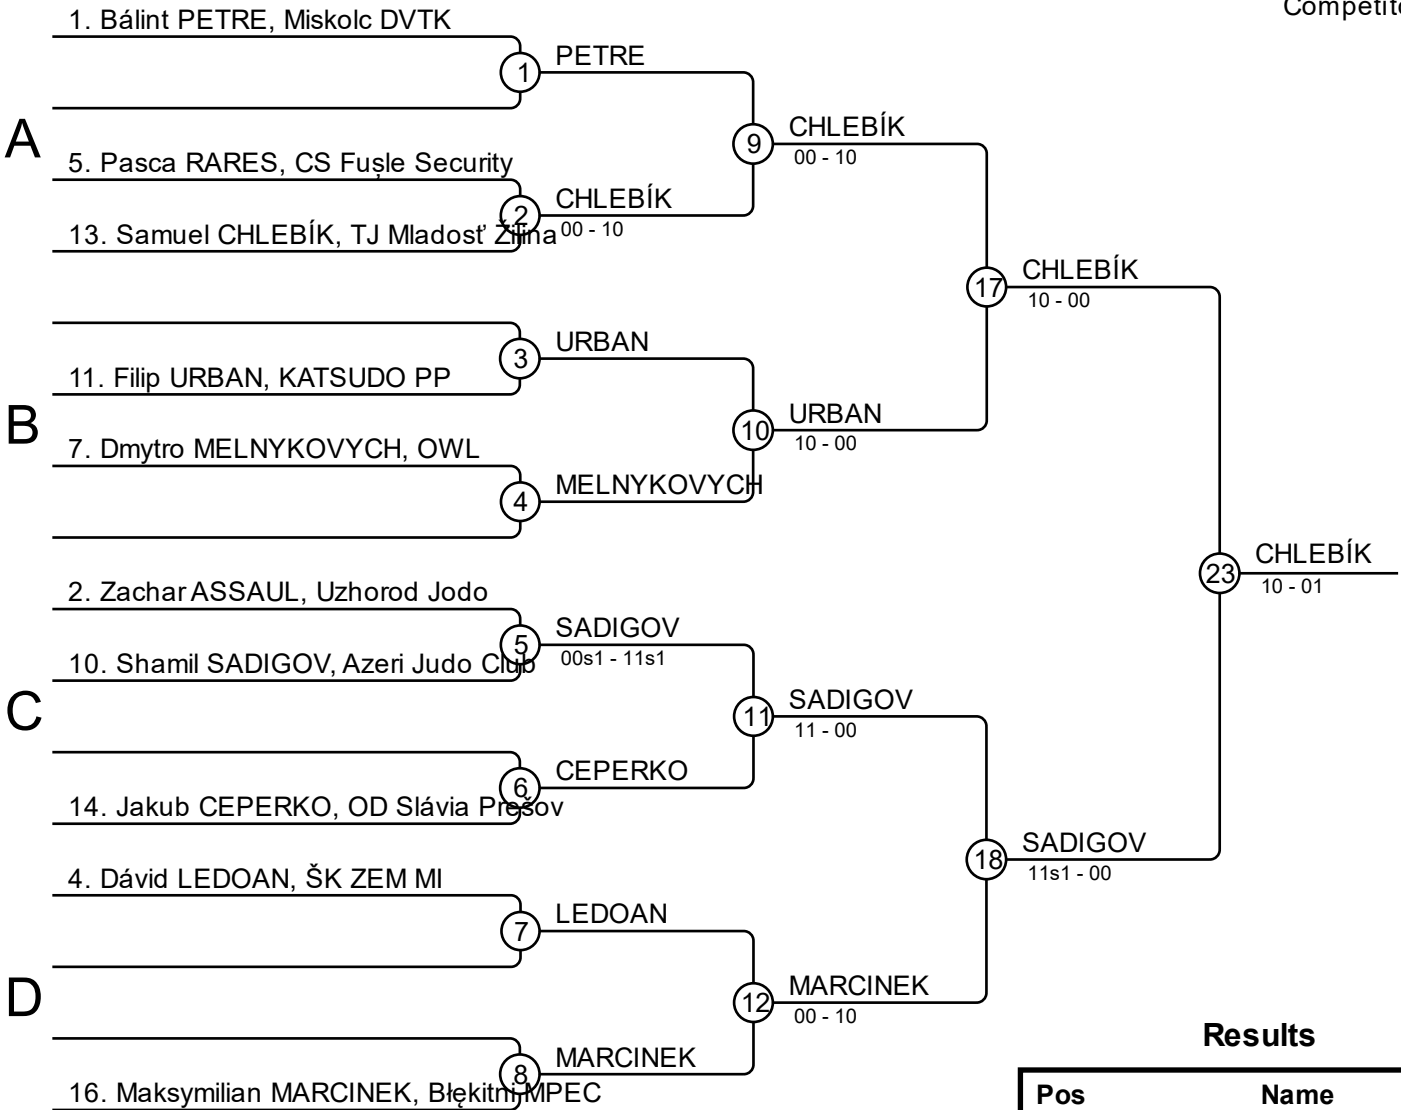 Competit
1. Bálint PETRE, Miskolc DVTK
1
PETRE
A
9
CHLEBÍK
00 - 10
5. Pasca RARES, CS Fușle Security
2
CHLEBÍK
00 - 10
13. Samuel CHLEBÍK, TJ Mladosť Žilina
17
CHLEBÍK
10 - 00
3
URBAN
11. Filip URBAN, KATSUDO PP
B
10
URBAN
10 - 00
7. Dmytro MELNYKOVYCH, OWL
4
MELNYKOVYCH
23
CHLEBÍK
10 - 01
2. Zachar ASSAUL, Uzhorod Jodo
5
SADIGOV
00s1 - 11s1
10. Shamil SADIGOV, Azeri Judo Club
C
11
SADIGOV
11 - 00
6
CEPERKO
14. Jakub CEPERKO, OD Slávia Prešov
18
SADIGOV
11s1 - 00
4. Dávid LEDOAN, ŠK ZEM MI
7
LEDOAN
D
12
MARCINEK
00 - 10
8
MARCINEK
16. Maksymilian MARCINEK, Błękitni MPEC
Results
Pos Name